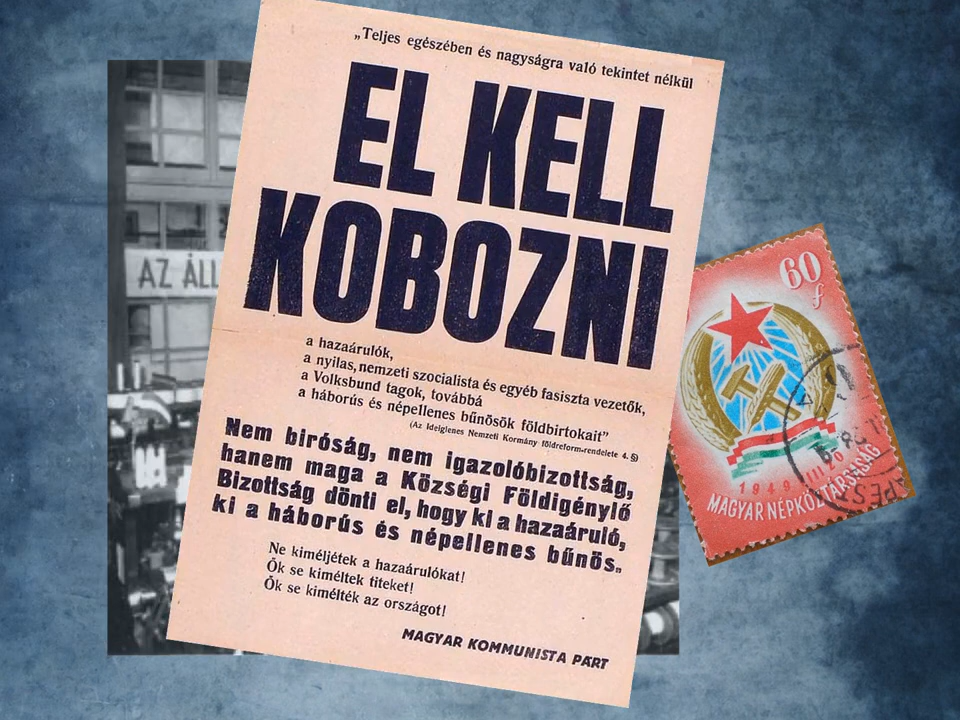 „Teljes egészében és nagyságra való tekintet nélkül
EL KELL
KOBOZNI
a hazaárulók,
a nyilas, nemzeti szocialista és egyéb fasiszta vezetők,
a Volksbund tagok, továbbá
a háborús és népellenes bűnösök földbirtokait”
(Az Ideiglenes Nemzeti Kormány földreform-rendelete 4. §)
Nem biróság, nem igazolóbizottság,
hanem maga a Községi Földigénylő
Bizottság dönti el, hogy ki a hazaáruló,
ki a háborús és népellenes bűnös.
Ne kiméljétek a hazaárulókat!
Ők se kiméltek titeket!
Ők se kimélték az országot!
MAGYAR KOMMUNISTA PÁRT
AZ ÁLL
60
f
1949 VIII 20
MAGYAR NÉPKÖZTÁRSASÁG